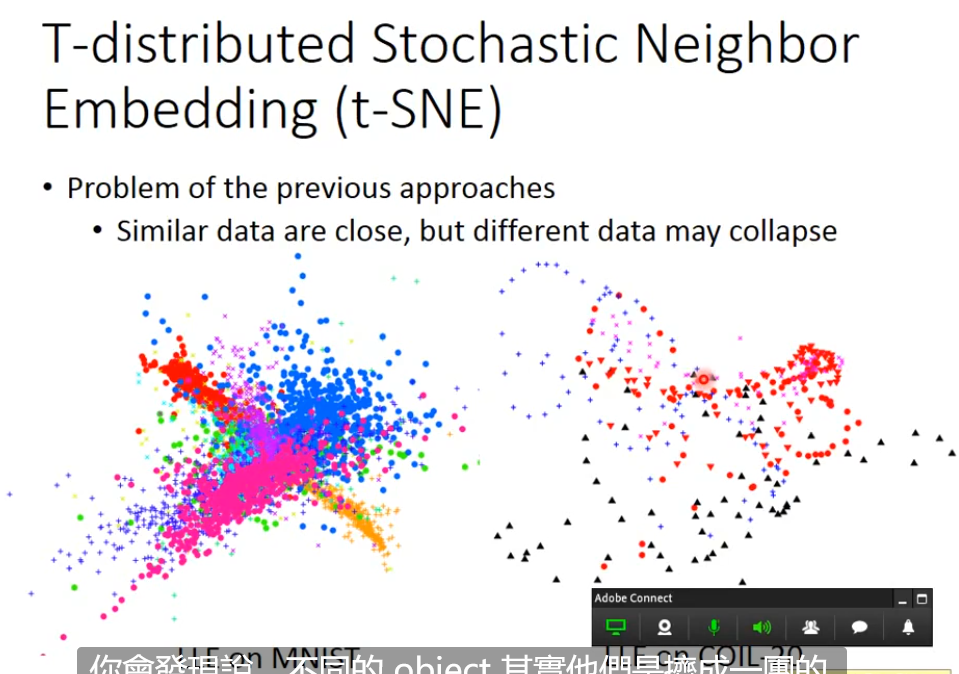 T-distributed Stochastic Neighbor
Embedding (t-SNE)
• Problem of the previous approaches
• Similar data are close, but different data may collapse
Adobe Connect
LLE on MNIST
LLE on COIL-20
你會發現說 不同的 object 其實他們是擠成一團的